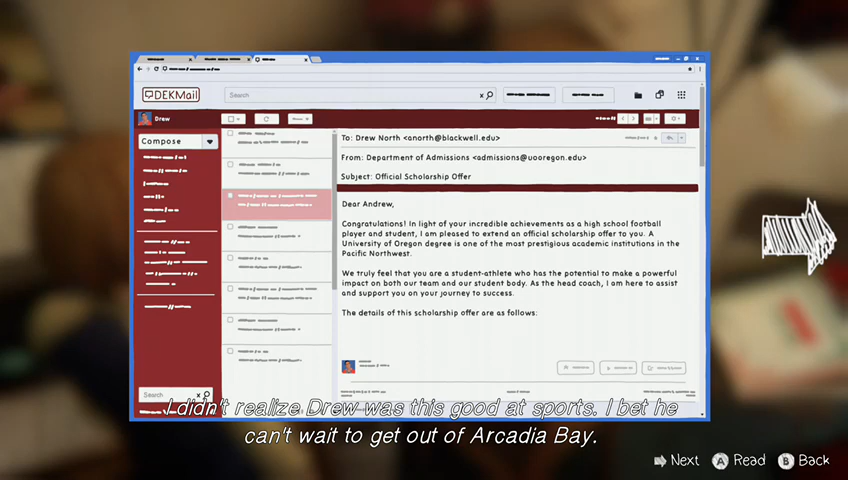 DEKMail
Search
Drew
Compose
To: Drew North <anorth@blackwell.edu>
From: Department of Admissions <admissions@uooregon.edu>
Subject: Official Scholarship Offer
Dear Andrew,
Congratulations! In light of your incredible achievements as a high school football
player and student, I am pleased to extend an official scholarship offer to you. A
University of Oregon degree is one of the most prestigious academic institutions in the
Pacific Northwest.
We truly feel that you are a student-athlete who has the potential to make a powerful
impact on both our team and our student body. As the head coach, I am here to assist
and support you on your journey to success.
The details of this scholarship offer are as follows:
Search
I didn't realize Drew was this good at sports. I bet he
can't wait to get out of Arcadia Bay.
Next A Read B Back